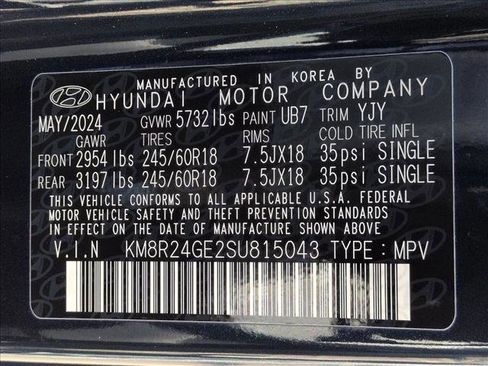 MANUFACTURED IN KOREA BY
HYUNDAI MOTOR COMPANY
MAY/2024 GVWR 5732lbs PAINT UB7 TRIM YJY
GAWR TIRES RIMS COLD TIRE INFL
FRONT 2954lbs 245/60R18 7.5JX18 35psi SINGLE
REAR 3197lbs 245/60R18 7.5JX18 35psi SINGLE
THIS VEHICLE CONFORMS TO ALL APPLICABLE U.S.A. FEDERAL
MOTOR VEHICLE SAFETY AND THEFT PREVENTION STANDARDS
IN EFFECT ON THE DATE OF MANUFACTURE SHOWN ABOVE.
V.I.N KM8R24GE2SU815043 TYPE : MPV